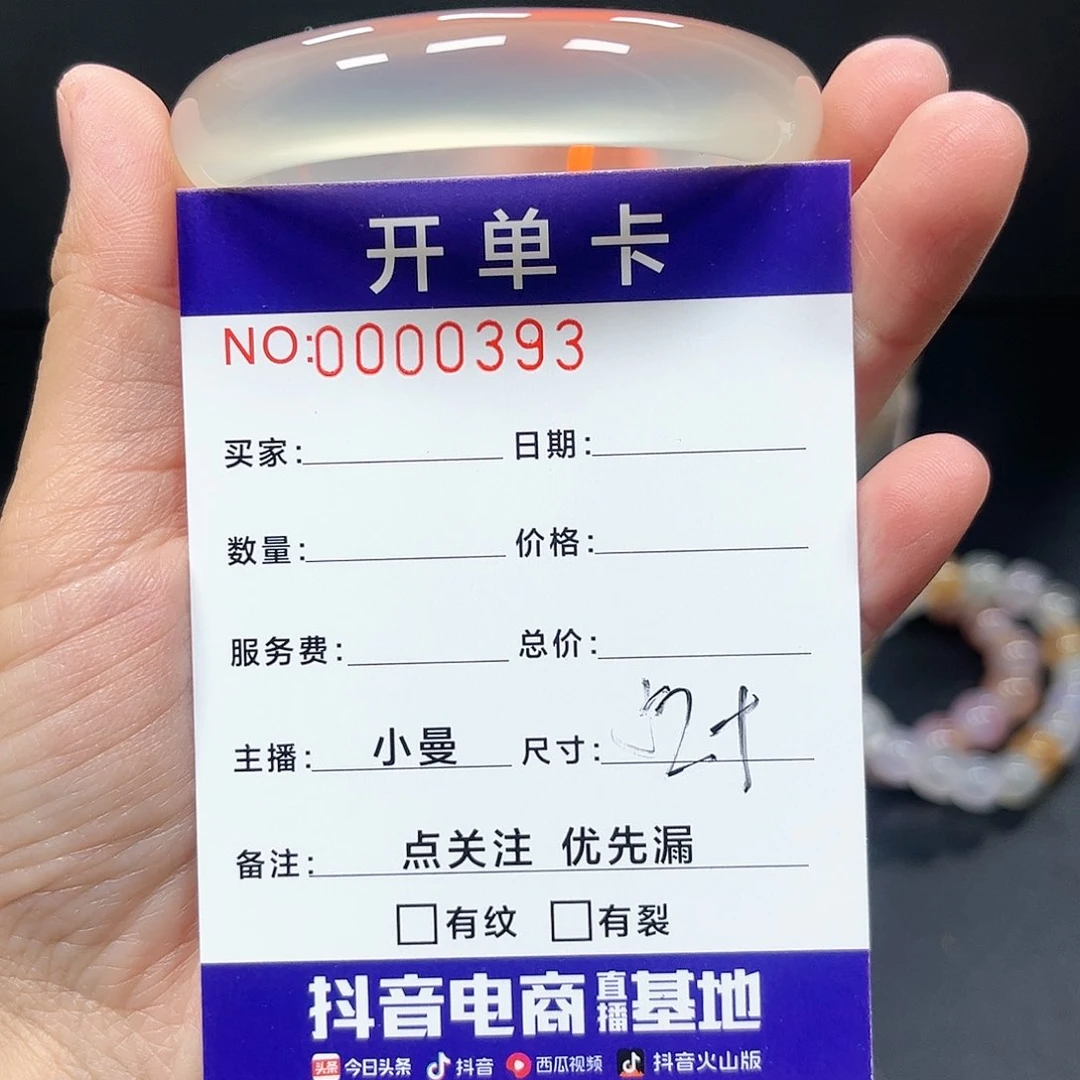 开单卡
NO:0000393
买家: 日期:
数量: 价格:
服务费: 总价:
主播: 小曼 尺寸:
备注: 点关注 优先漏
□有纹 □有裂
抖音电商直播基地
头条 今日头条 抖音 西瓜视频 抖音火山版